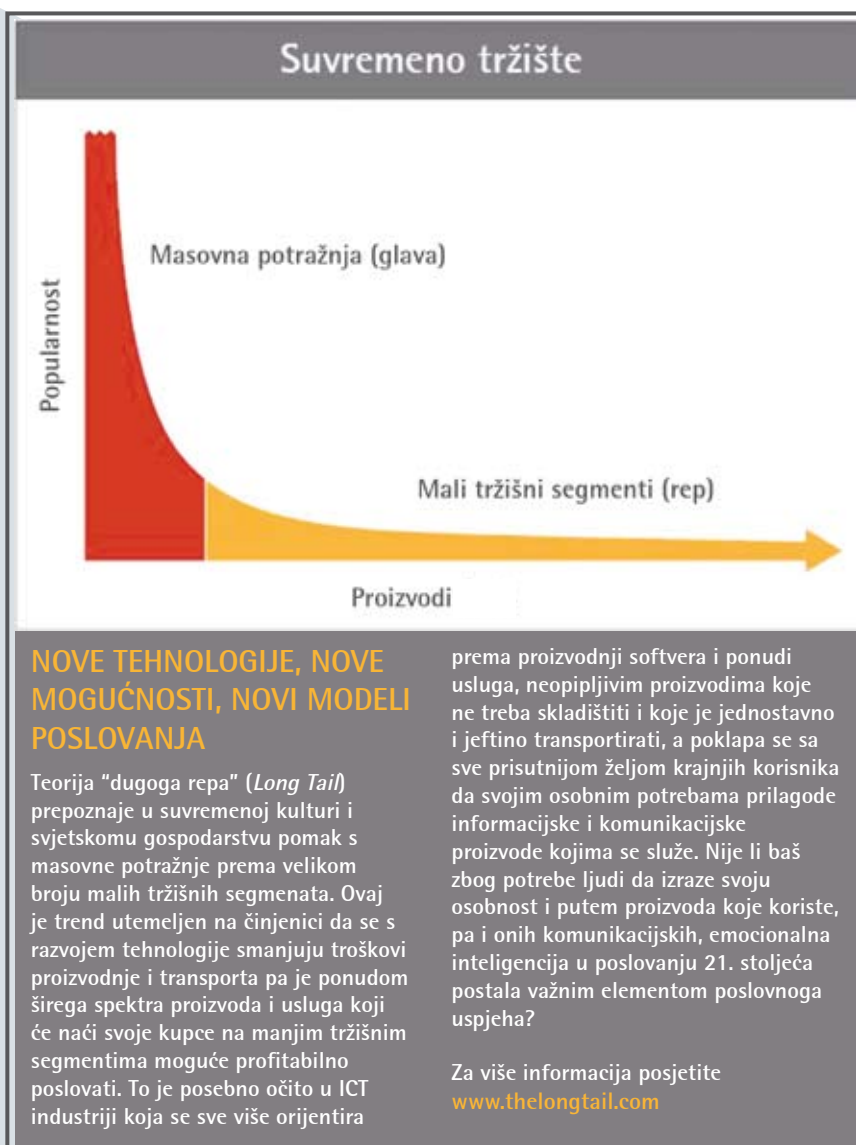 Suvremeno tržište
Masovna potražnja (glava)
Popularnost
Mali tržišni segmenti (rep)
Proizvodi
NOVE TEHNOLOGIJE, NOVE
MOGUĆNOSTI, NOVI MODELI
POSLOVANJA
Teorija “dugoga repa” (Long Tail)
prepoznaje u suvremenoj kulturi i
svjetskomu gospodarstvu pomak s
masovne potražnje prema velikom
broju malih tržišnih segmenata. Ovaj
je trend utemeljen na činjenici da se s
razvojem tehnologije smanjuju troškovi
proizvodnje i transporta pa je ponudom
širega spektra proizvoda i usluga koji
će naći svoje kupce na manjim tržišnim
segmentima moguće profitabilno
poslovati. To je posebno očito u ICT
industriji koja se sve više orijentira
prema proizvodnji softvera i ponudi
usluga, neopipljivim proizvodima koje
ne treba skladištiti i koje je jednostavno
i jeftino transportirati, a poklapa se sa
sve prisutnijom željom krajnjih korisnika
da svojim osobnim potrebama prilagode
informacijske i komunikacijske
proizvode kojima se služe. Nije li baš
zbog potrebe ljudi da izraze svoju
osobnost i putem proizvoda koje koriste,
pa i onih komunikacijskih, emocionalna
inteligencija u poslovanju 21. stoljeća
postala važnim elementom poslovnoga
uspjeha?
Za više informacija posjetite
www.thelongtail.com